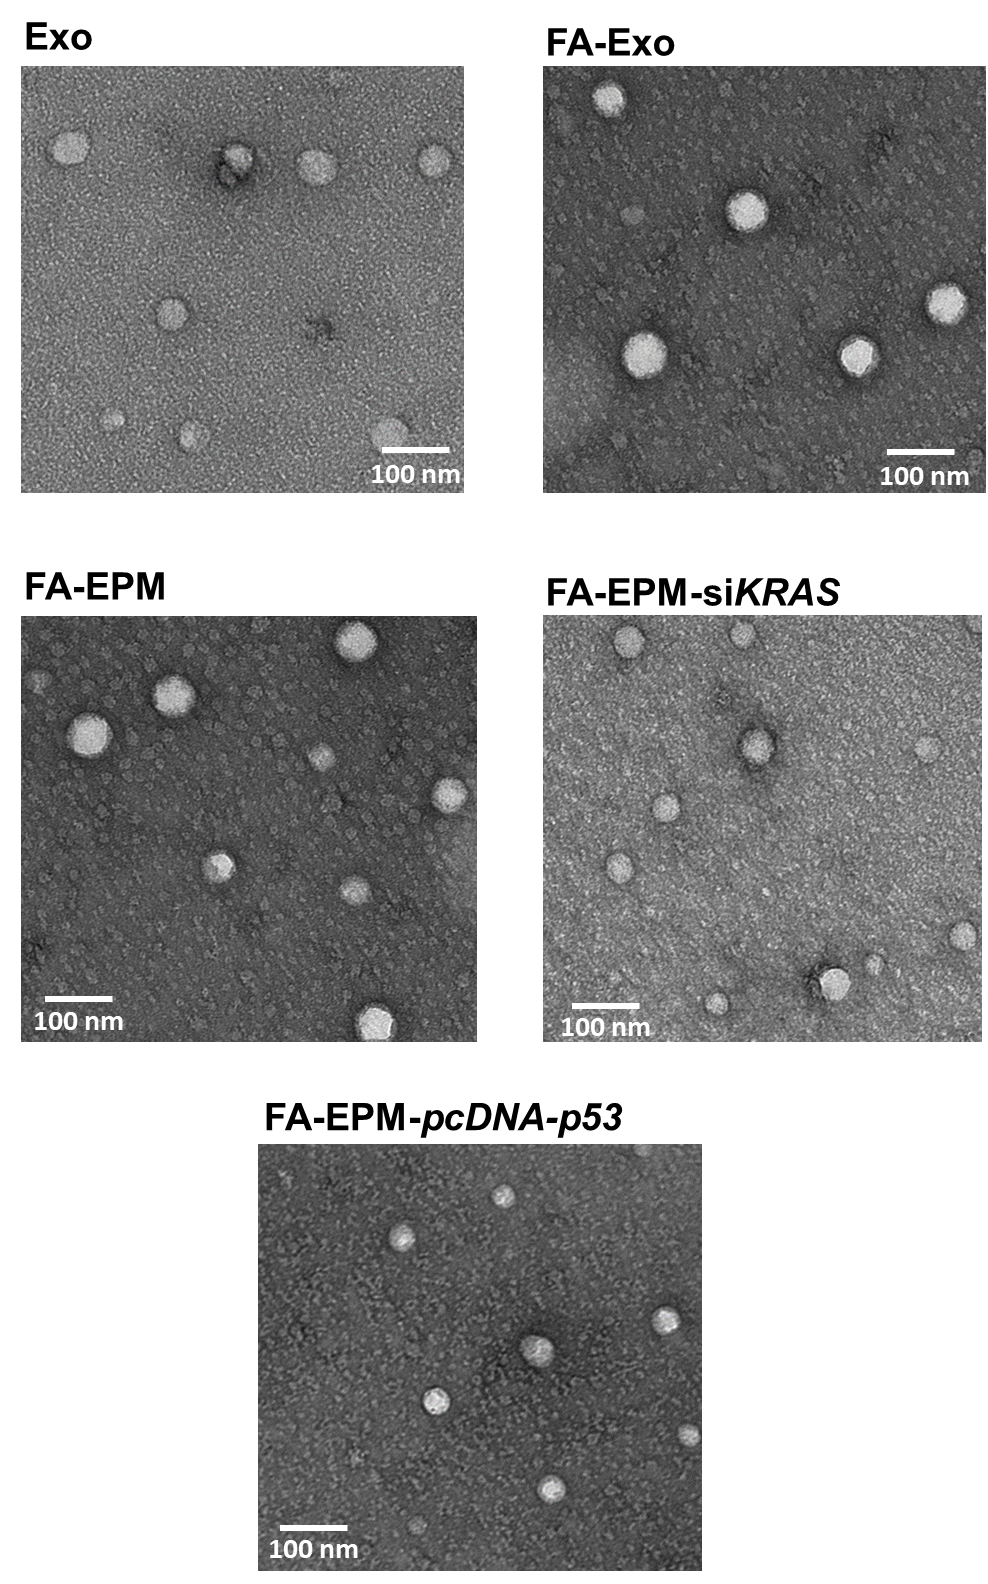 Exo
FA-Exo
100 nm
100 nm
FA-EPM
FA-EPM-siKRAS
100 nm
100 nm
FA-EPM-pcDNA-p53
100 nm